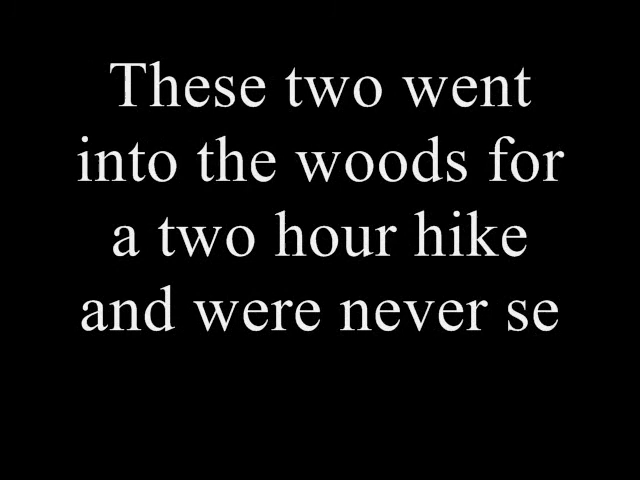 These two went
into the woods for
a two hour hike
and were never se